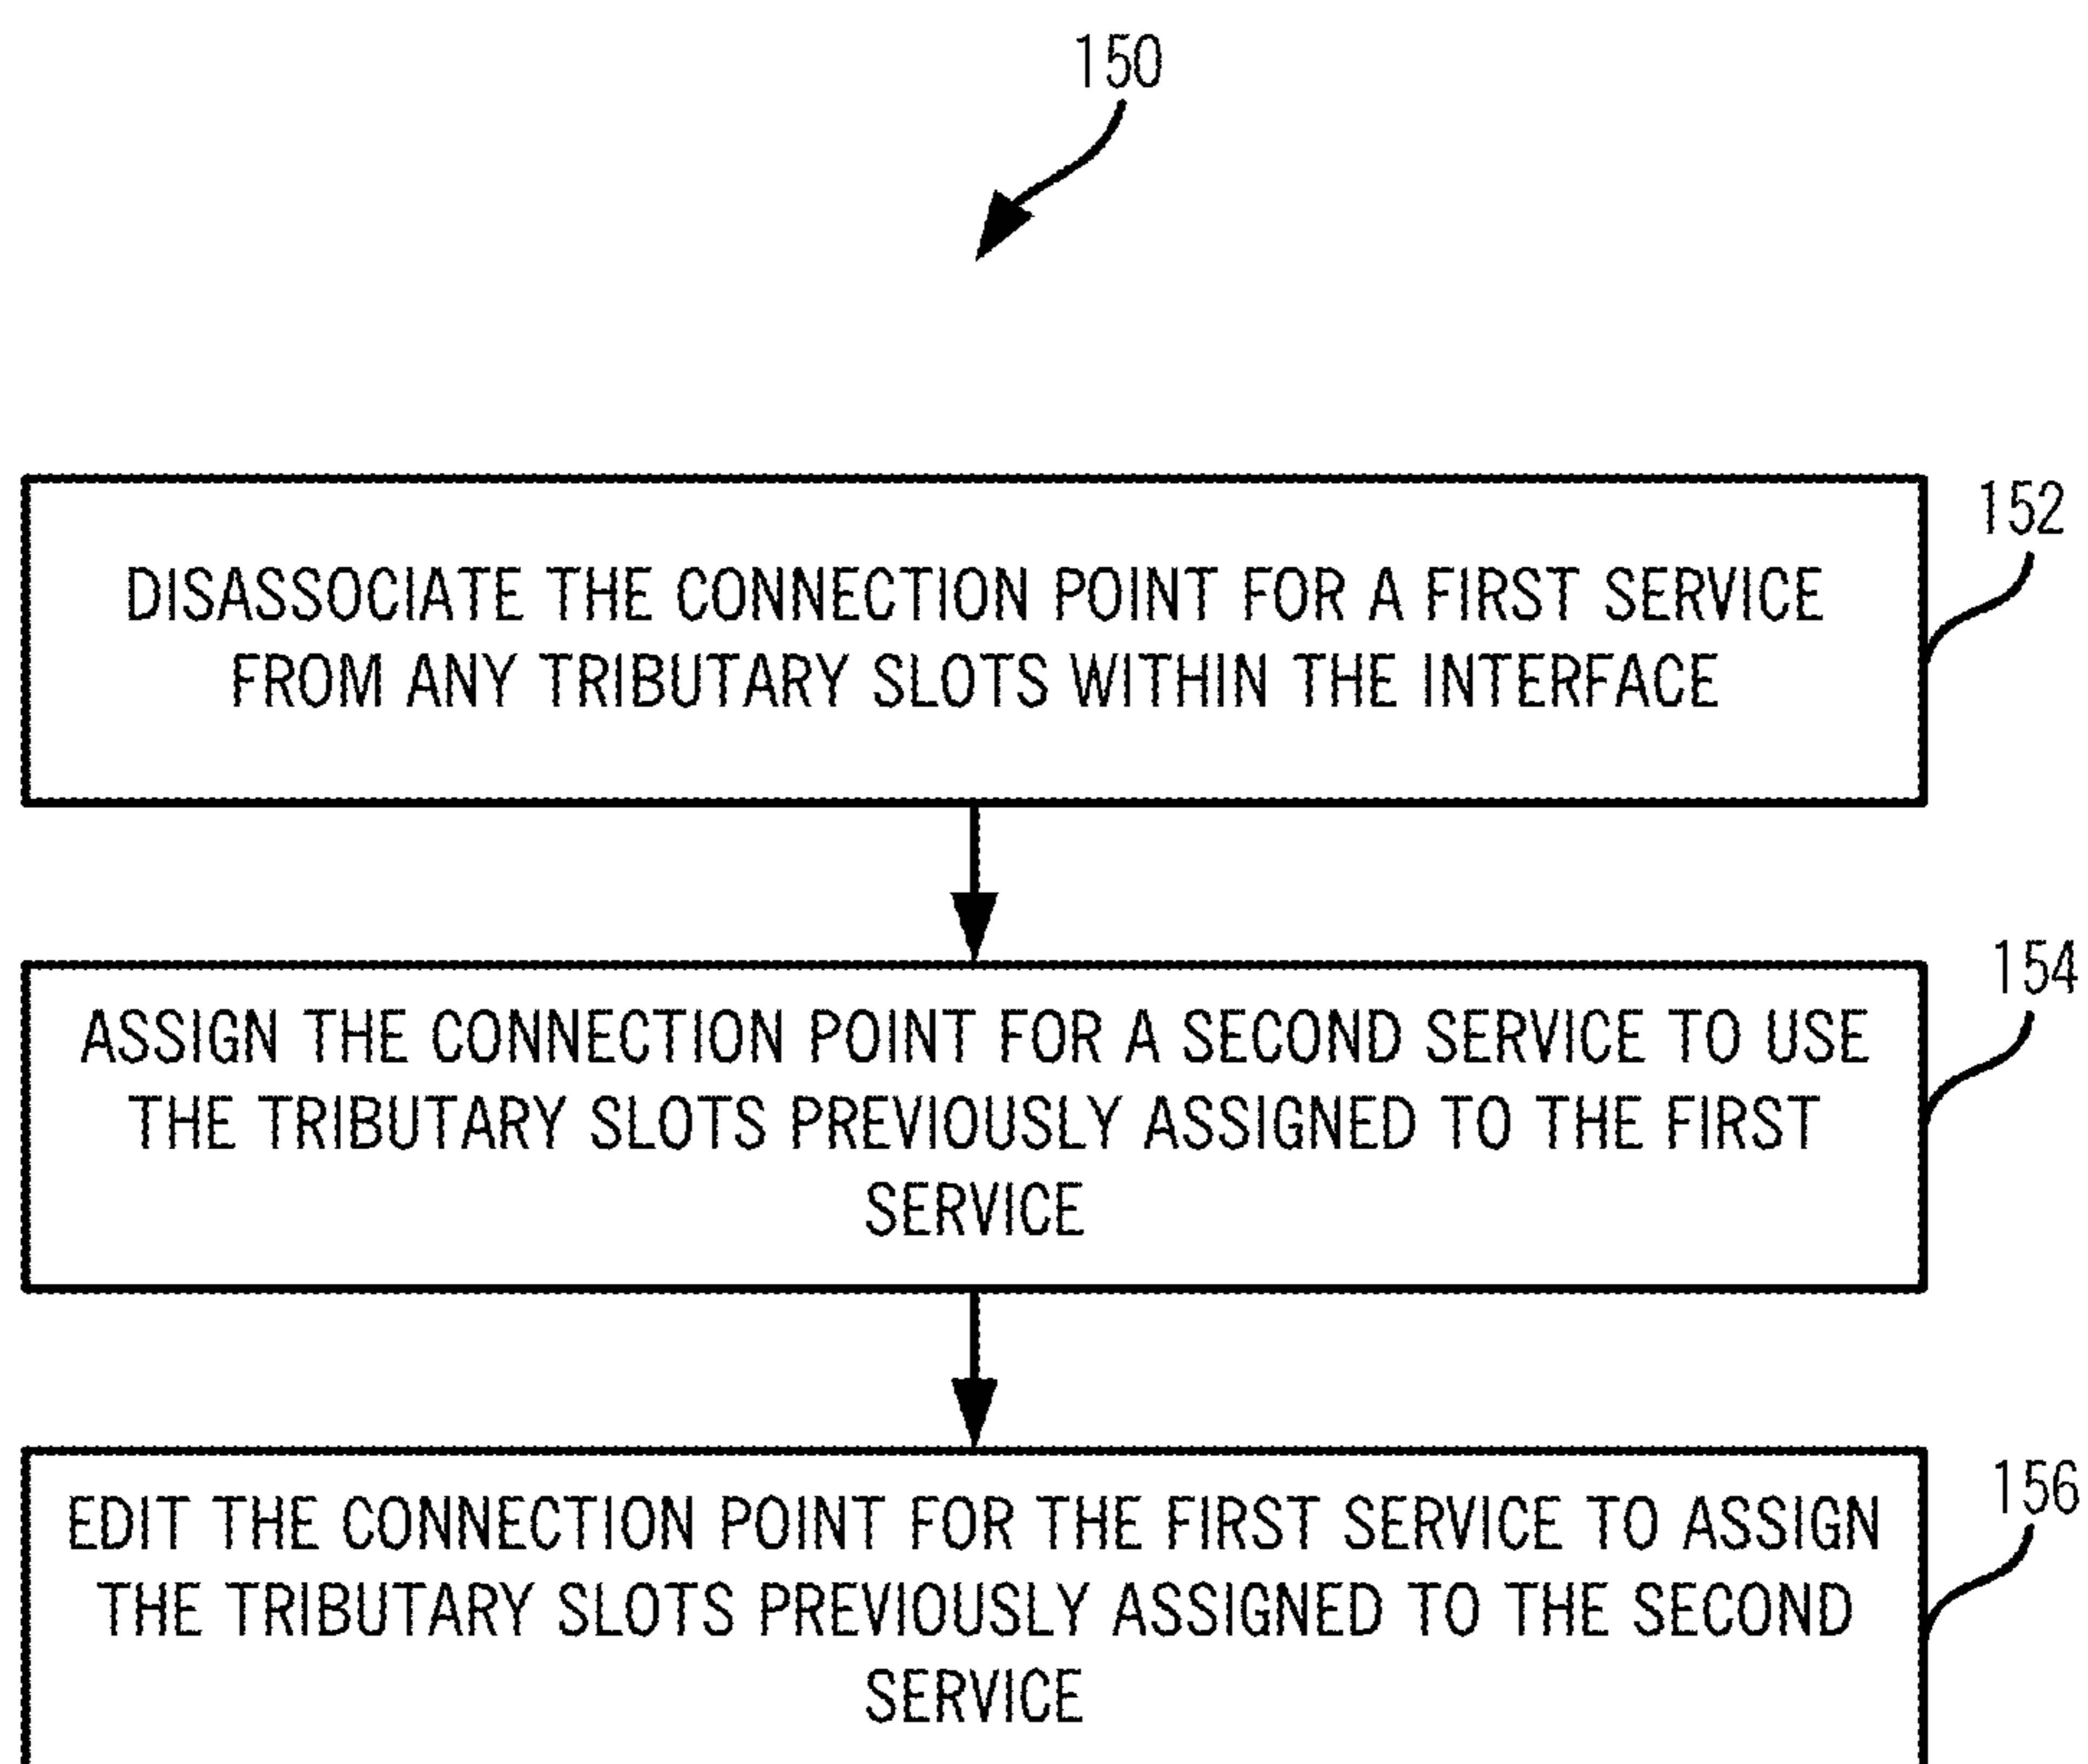 150
152
DISASSOCIATE THE CONNECTION POINT FOR A FIRST SERVICE
FROM ANY TRIBUTARY SLOTS WITHIN THE INTERFACE
154
ASSIGN THE CONNECTION POINT FOR A SECOND SERVICE TO USE
THE TRIBUTARY SLOTS PREVIOUSLY ASSIGNED TO THE FIRST
SERVICE
156
EDIT THE CONNECTION POINT FOR THE FIRST SERVICE TO ASSIGN
THE TRIBUTARY SLOTS PREVIOUSLY ASSIGNED TO THE SECOND
SERVICE